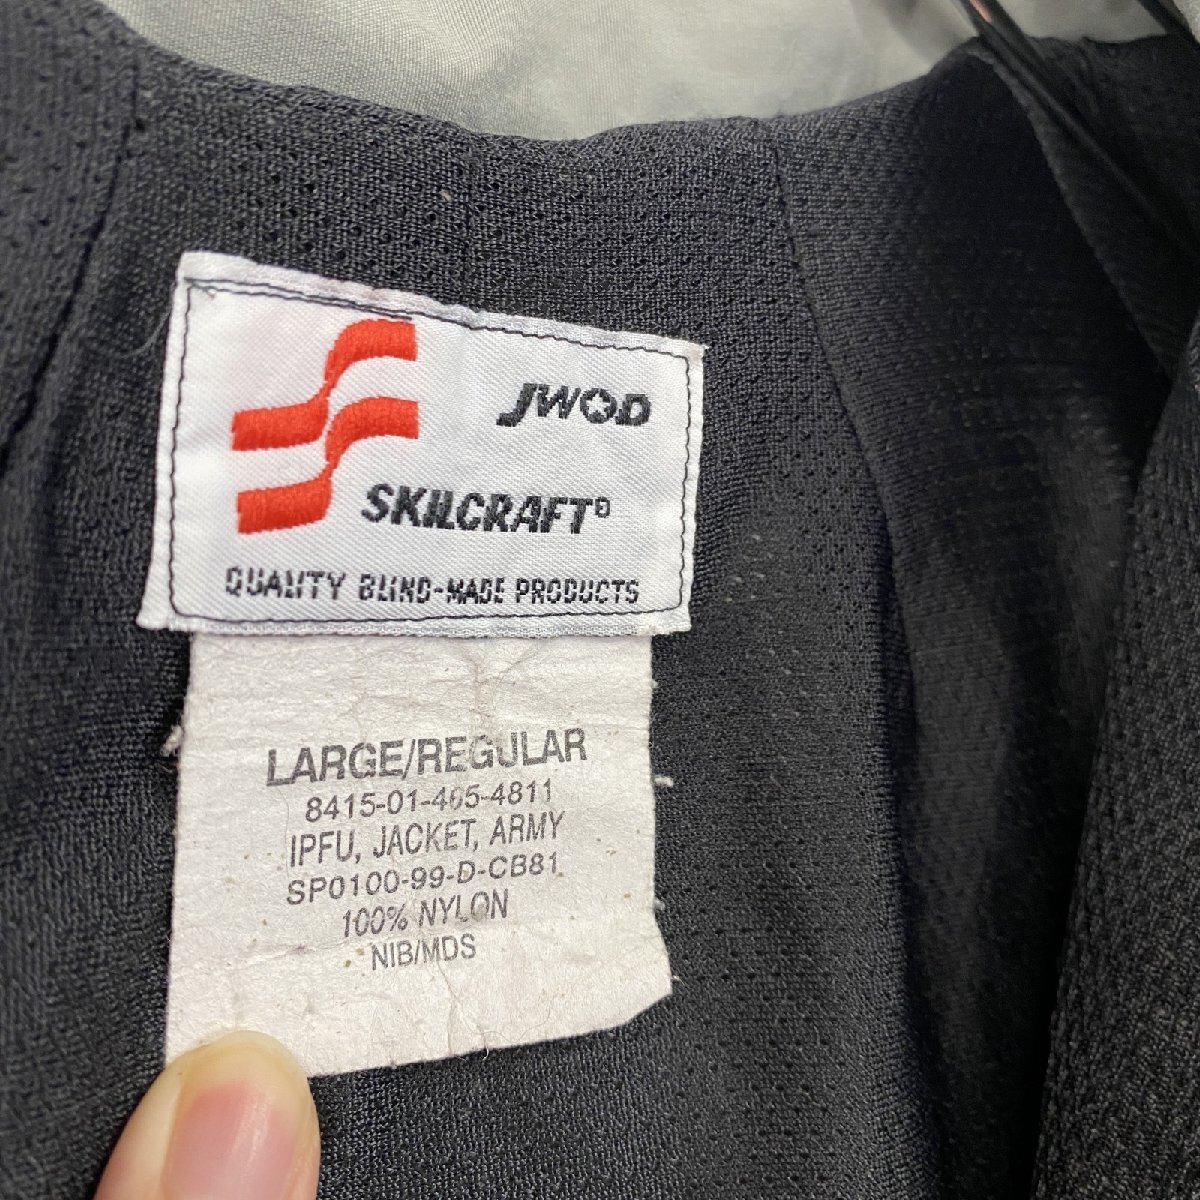 JWOD
SKILCRAFT®
QUALITY BLIND-MADE PRODUCTS
LARGE/REGULAR
8415-01-465-4811
IPFU, JACKET, ARMY
SP0100-99-D-CB81
100% NYLON
NIB/MDS